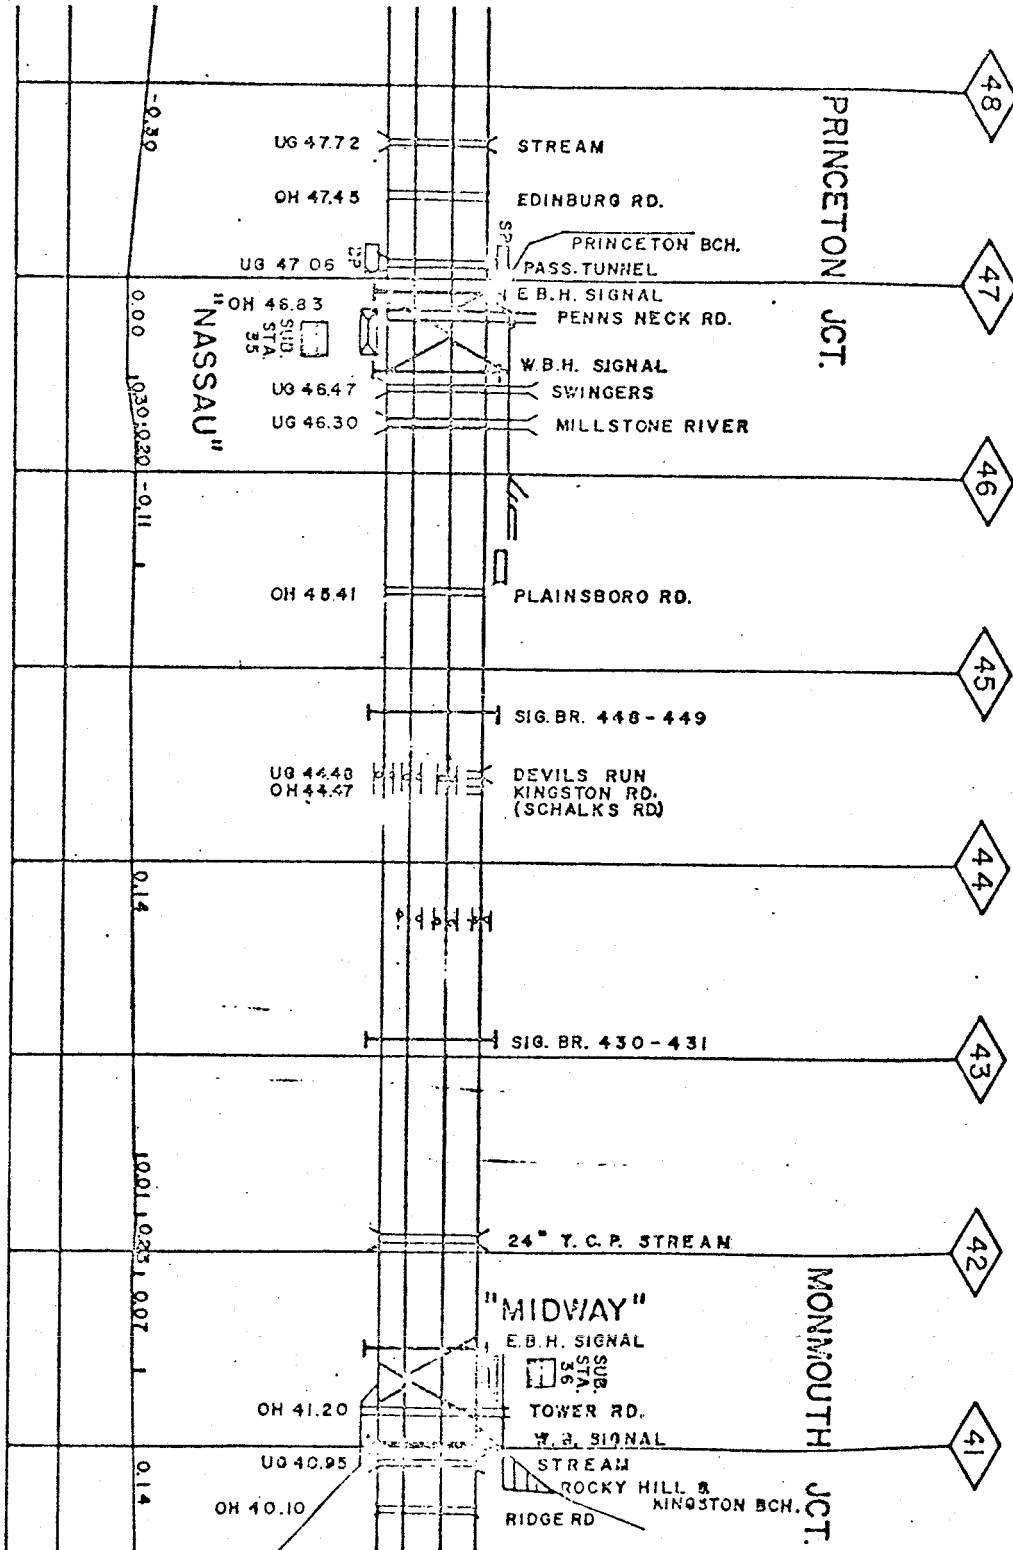 48
PRINCETON JCT.
-0.30
UG 47.72 STREAM
OH 47.45 EDINBURG RD.
SP
PRINCETON BCH.
UG 47.06 PASS. TUNNEL
47
E.B.H. SIGNAL
0.00
"NASSAU"
OH 46.83 PENNS NECK RD.
SUB. STA. 35
W.B.H. SIGNAL
UG 46.47 SWINGERS
0.30 0.20 -0.11
UG 46.30 MILLSTONE RIVER
46
OH 45.41 PLAINSBORO RD.
45
SIG. BR. 448-449
UG 44.48 DEVILS RUN
OH 44.47 KINGSTON RD.
(SCHALKS RD)
44
0.14
SIG. BR. 430-431
43
0.01 0.25 0.07
24" T.C.P. STREAM
42
MONMOUTH JCT.
"MIDWAY"
E.B.H. SIGNAL
SUB. STA. 36
OH 41.20 TOWER RD.
W.B. SIGNAL
41
UG 40.95 STREAM
0.14
ROCKY HILL &
KINGSTON BCH.
OH 40.10 RIDGE RD